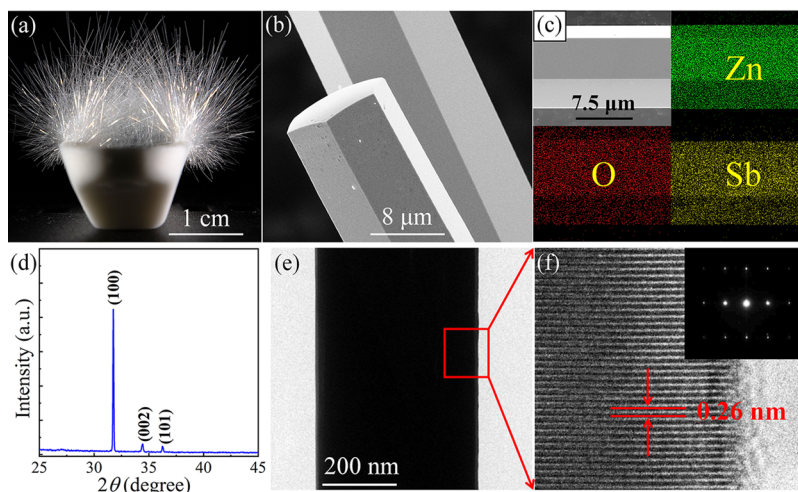 (a)
1 cm
(b)
8 μm
(c)
7.5 μm
Zn
O
Sb
(d)
Intensity (a.u.)
(100)
(002)
(101)
25 30 35 40 45
2θ (degree)
(e)
200 nm
(f)
0.26 nm